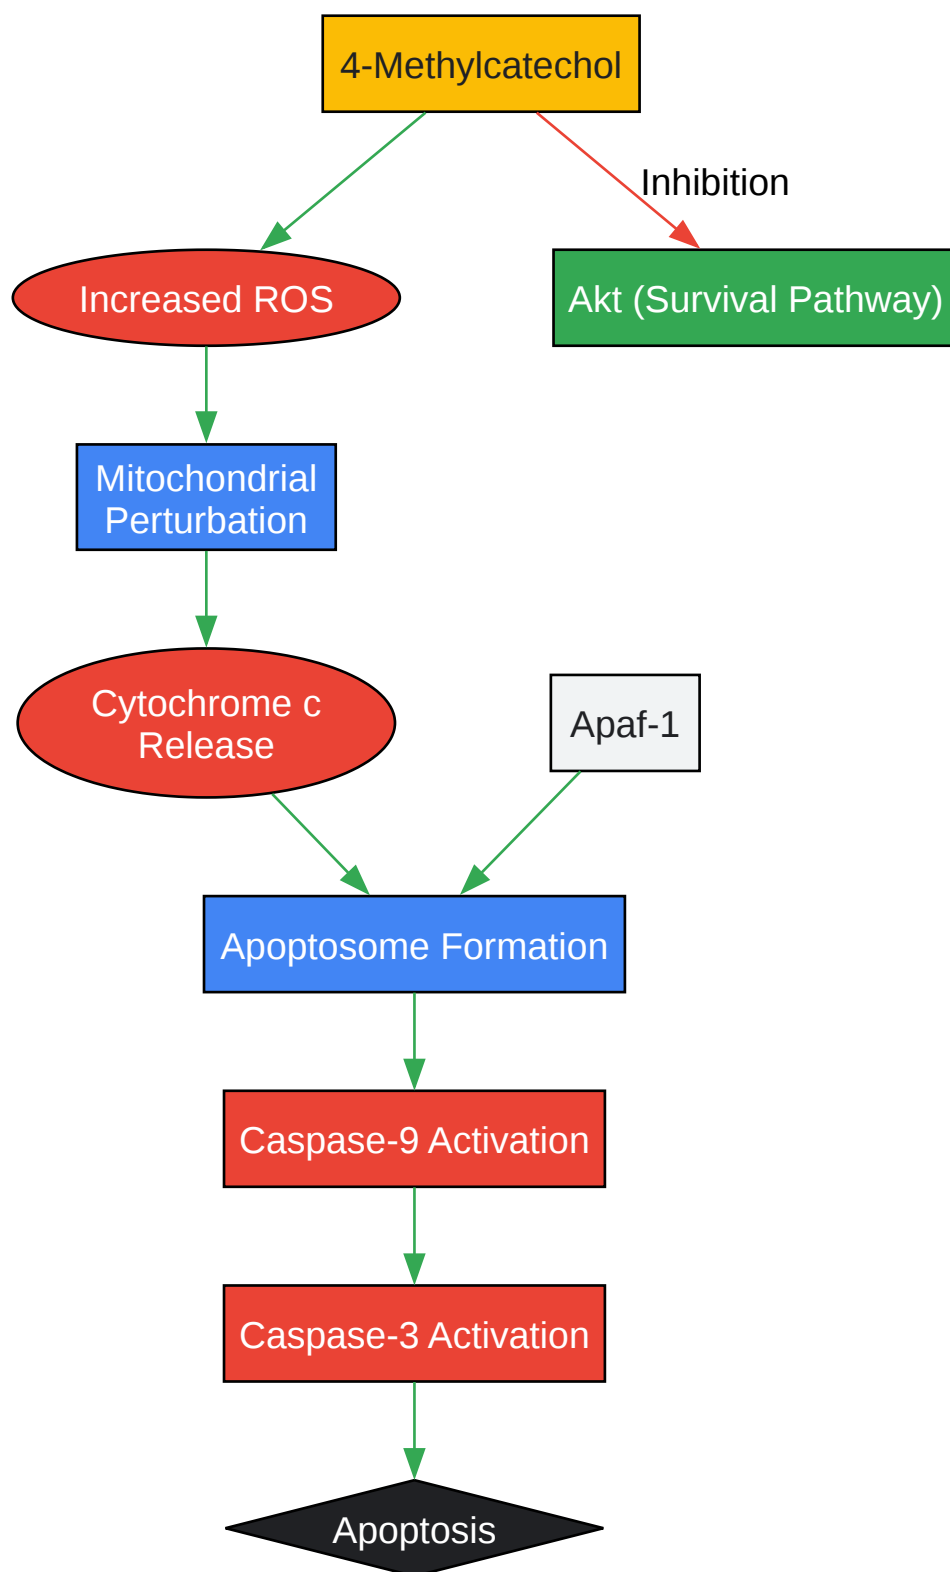 4-Methylcatechol
Inhibition
Increased ROS
Akt (Survival Pathway)
Mitochondrial
Perturbation
Cytochrome c
Release
Apaf-1
Apoptosome Formation
Caspase-9 Activation
Caspase-3 Activation
Apoptosis